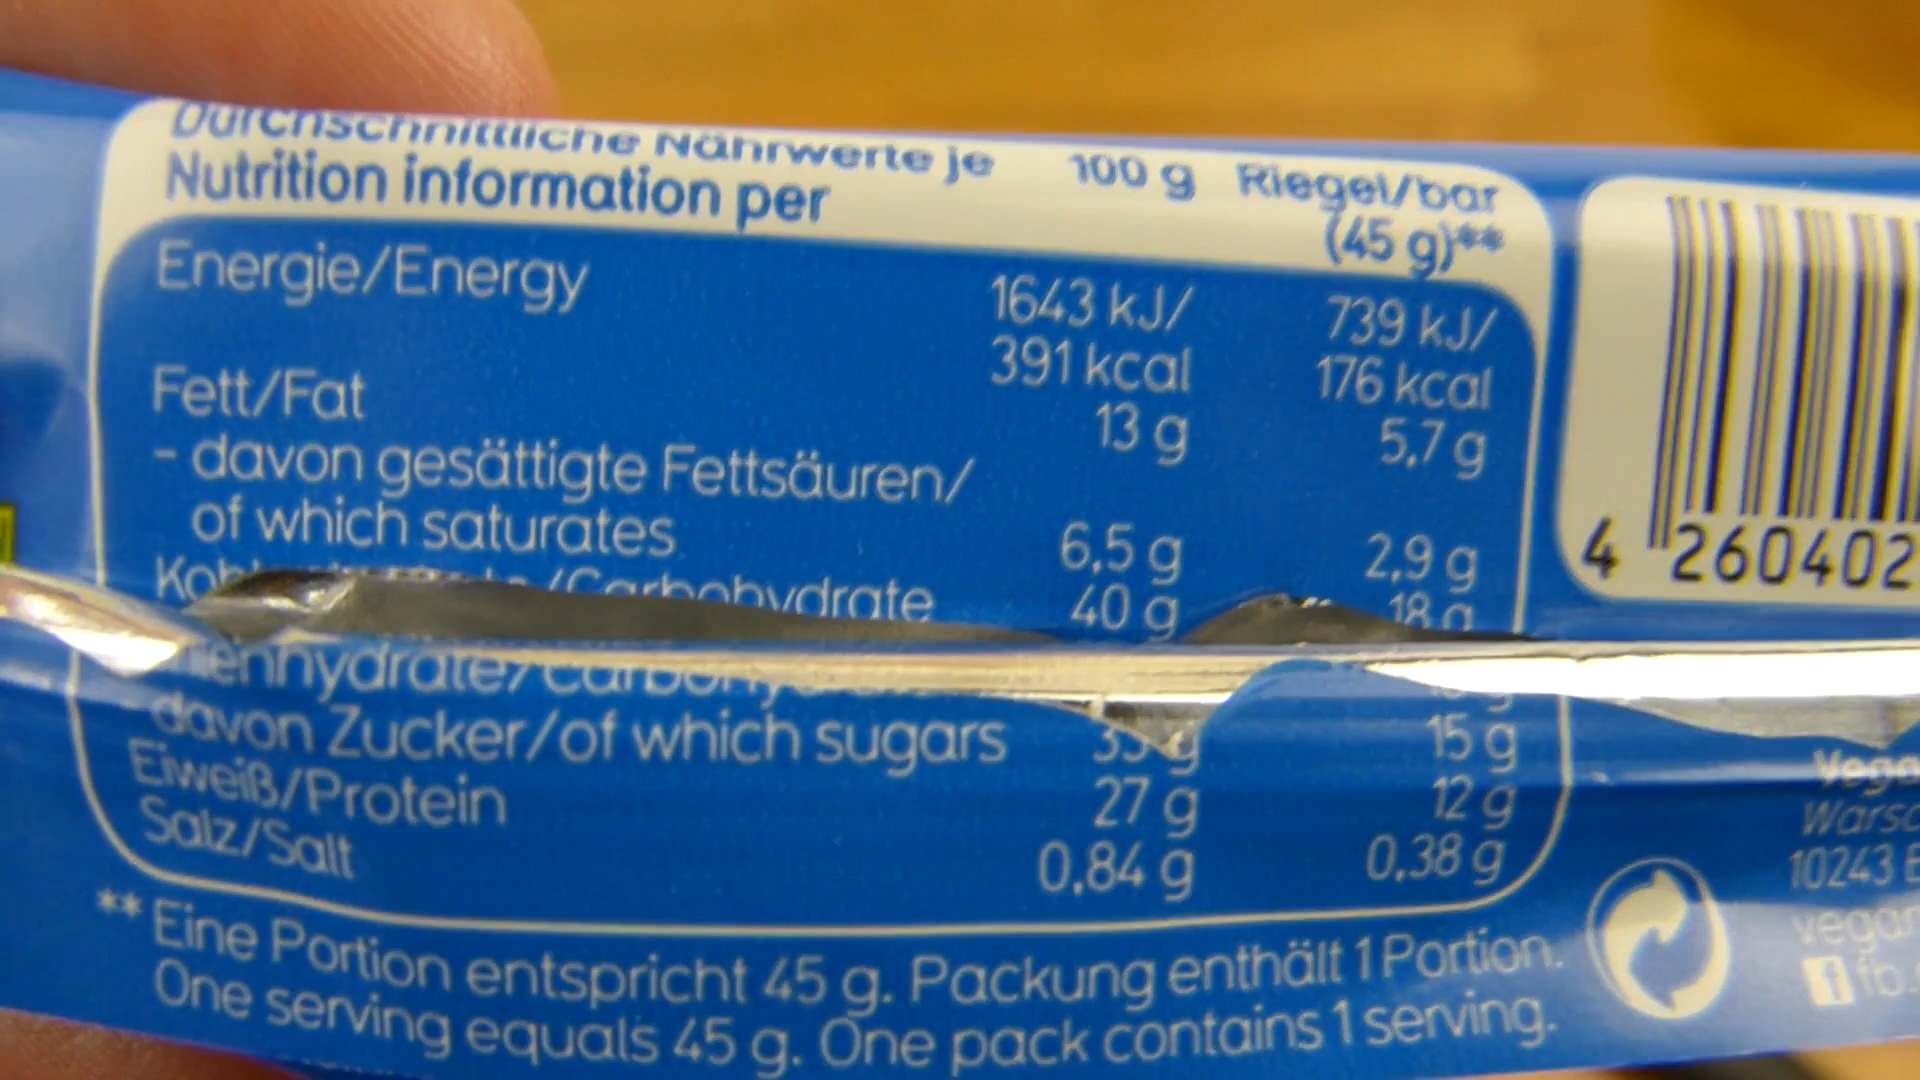 Durchschnittliche Nährwerte je 100 g Riegel/bar
Nutrition information per (45 g)**
Energie/Energy 1643 kJ/ 739 kJ/
391 kcal 176 kcal
Fett/Fat 13 g 5,7 g
- davon gesättigte Fettsäuren/
of which saturates 6,5 g 2,9 g
/Carbohydrate 40 g 18 g
davon Zucker/of which sugars 15 g
Eiweiß/Protein 27 g 12 g
Salz/Salt 0,84 g 0,38 g
** Eine Portion entspricht 45 g. Packung enthält 1 Portion.
One serving equals 45 g. One pack contains 1 serving.
4 260402
10243
fb.